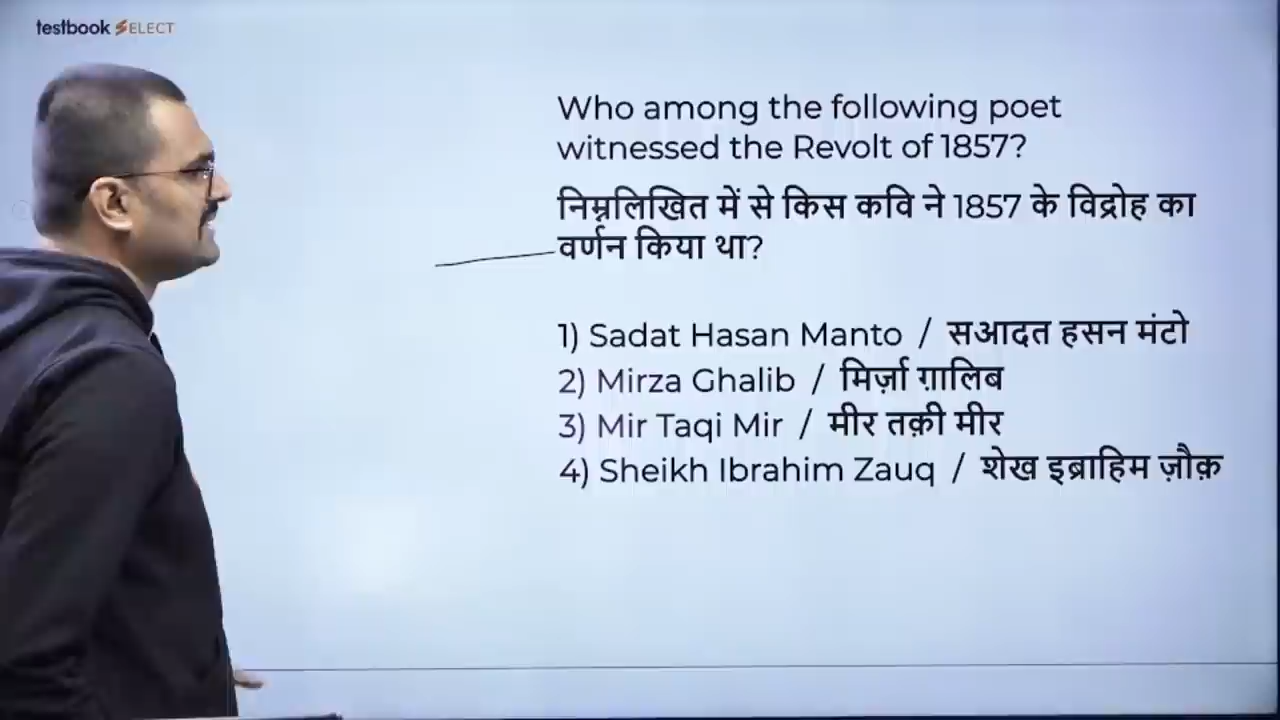 testbook SELECT
Who among the following poet
witnessed the Revolt of 1857?
निम्नलिखित में से किस कवि ने 1857 के विद्रोह का
वर्णन किया था?
1) Sadat Hasan Manto / सआदत हसन मंटो
2) Mirza Ghalib / मिर्ज़ा ग़ालिब
3) Mir Taqi Mir / मीर तक़ी मीर
4) Sheikh Ibrahim Zauq / शेख इब्राहिम ज़ौक़